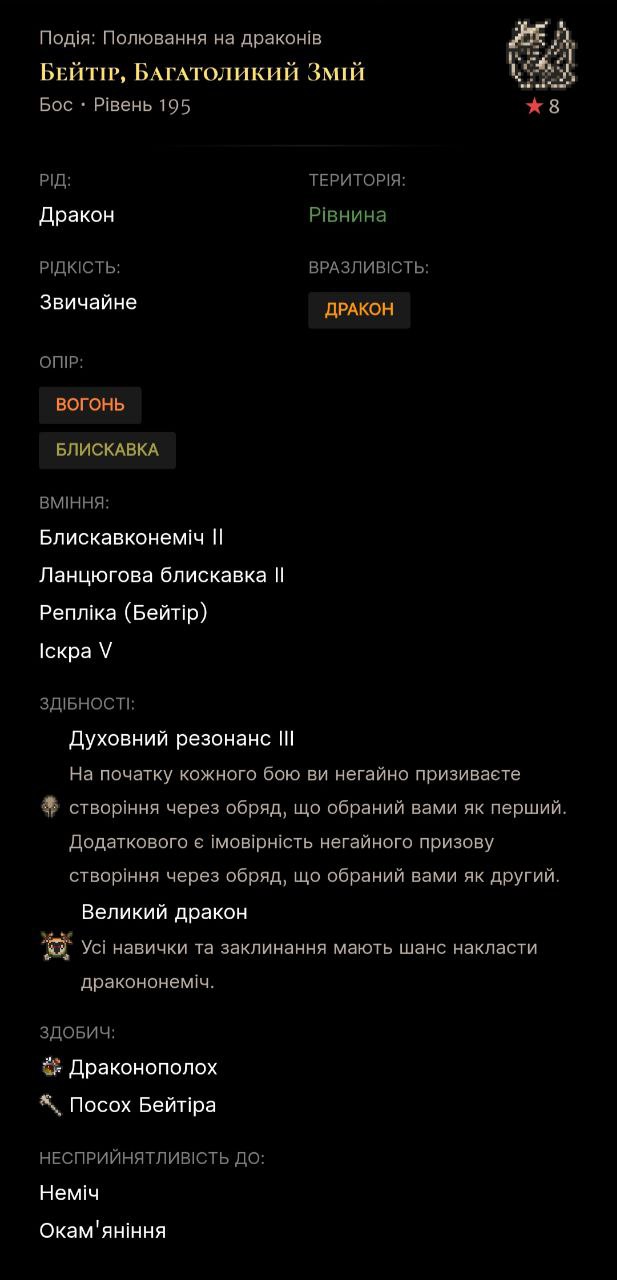 Подія: Полювання на драконів
Бейтір, Багатоликий Змій
Бос • Рівень 195
★ 8
РІД:
Дракон
ТЕРИТОРІЯ:
Рівнина
РІДКІСТЬ:
Звичайне
ВРАЗЛИВІСТЬ:
ДРАКОН
ОПІР:
ВОГОНЬ
БЛИСКАВКА
ВМІННЯ:
Блискавконеміч II
Ланцюгова блискавка II
Репліка (Бейтір)
Іскра V
ЗДІБНОСТІ:
Духовний резонанс III
На початку кожного бою ви негайно призиваєте
створіння через обряд, що обраний вами як перший.
Додаткового є імовірність негайного призову
створіння через обряд, що обраний вами як другий.
Великий дракон
Усі навички та заклинання мають шанс накласти
дракононеміч.
ЗДОБИЧ:
Драконополох
Посох Бейтіра
НЕСПРИЙНЯТЛИВІСТЬ ДО:
Неміч
Окам'яніння